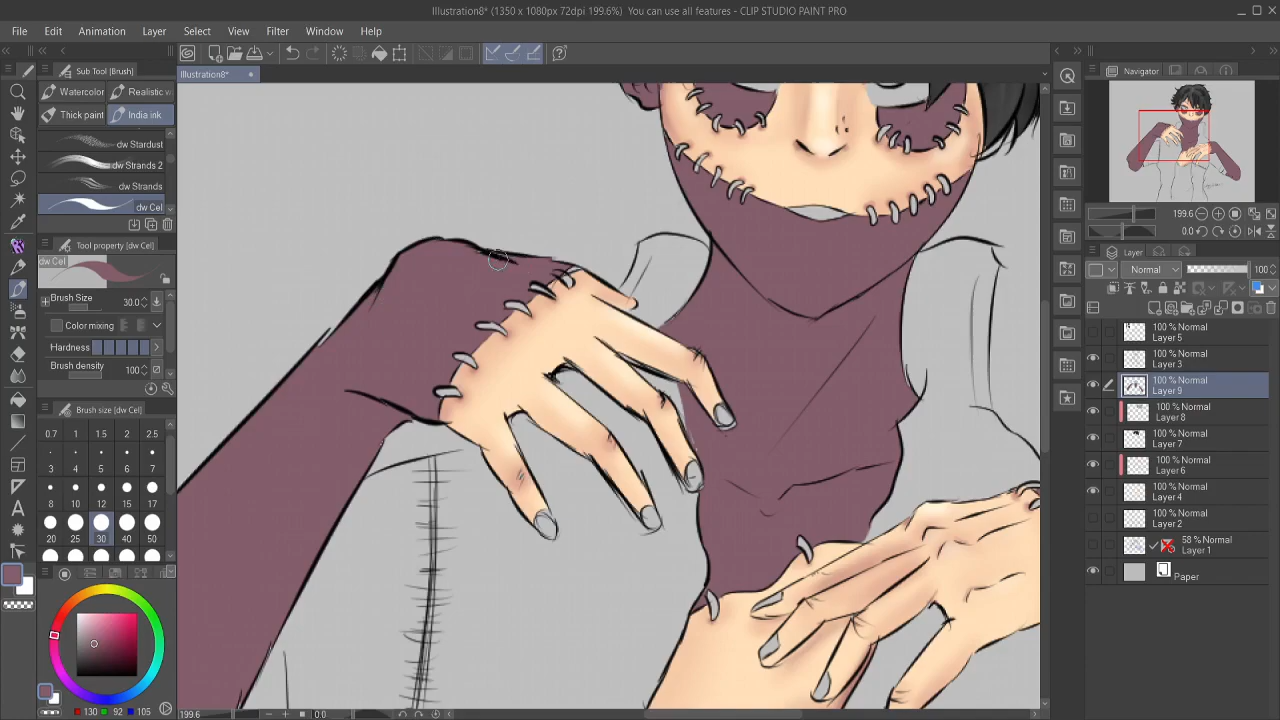 Illustration8* (1350 x 1080px 72dpi 199.6%)  - You can use all features - CLIP STUDIO PAINT PRO
File Edit Animation Layer Select View Filter Window Help
Illustration8*
Sub Tool [Brush]
Watercolor
Realistic w
Thick paint
India ink
dw Stardust
dw Strands 2
dw Strands
dw Cel
Tool property [dw Cel]
dw Cel
Brush Size 30.0
Color mixing
Hardness
Brush density 100
Brush size [dw Cel]
0.7 1 1.5 2 2.5
3 4 5 6 7
8 10 12 15 17
20 25 30 40 50
130 92 105
199.6 0.0
Navigator
199.6
0.0
Layer
Normal 100
100 % Normal
Layer 5
100 % Normal
Layer 3
100 % Normal
Layer 9
100 % Normal
Layer 8
100 % Normal
Layer 7
100 % Normal
Layer 6
100 % Normal
Layer 4
100 % Normal
Layer 2
58 % Normal
Layer 1
Paper